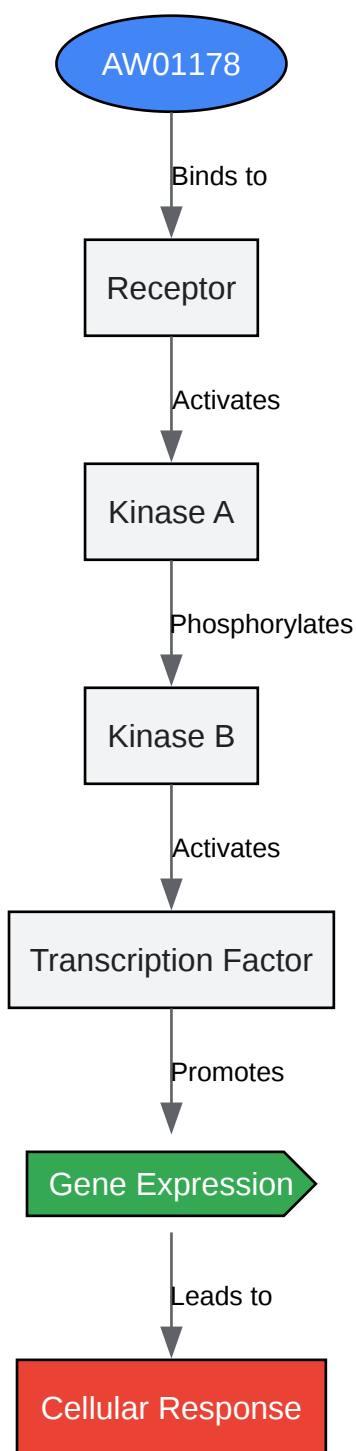 AW01178
Binds to
Receptor
Activates
Kinase A
Phosphorylates
Kinase B
Activates
Transcription Factor
Promotes
Gene Expression
Leads to
Cellular Response